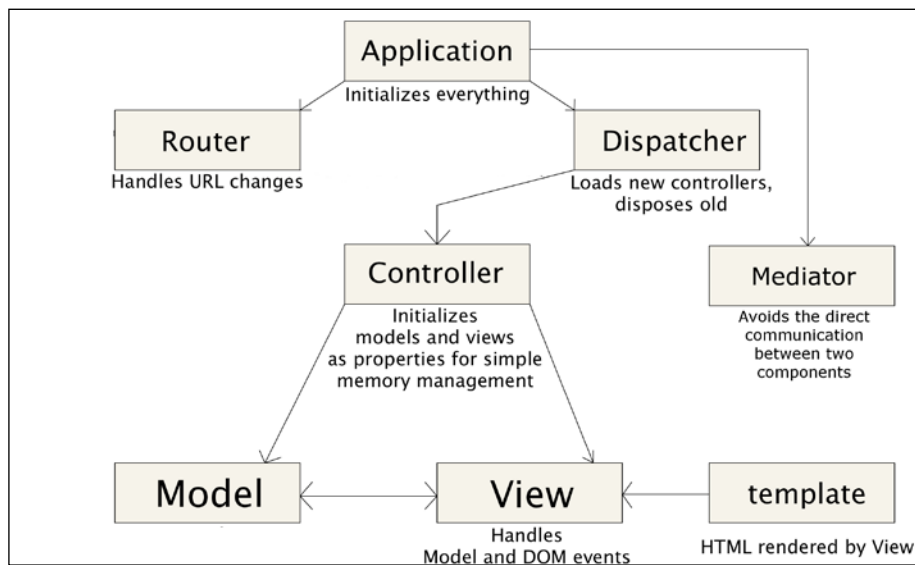 Application
Initializes everything
Router
Handles URL changes
Dispatcher
Loads new controllers,
disposes old
Controller
Initializes
models and views
as properties for simple
memory management
Mediator
Avoids the direct
communication
between two
components
Model
View
Handles
Model and DOM events
template
HTML rendered by View